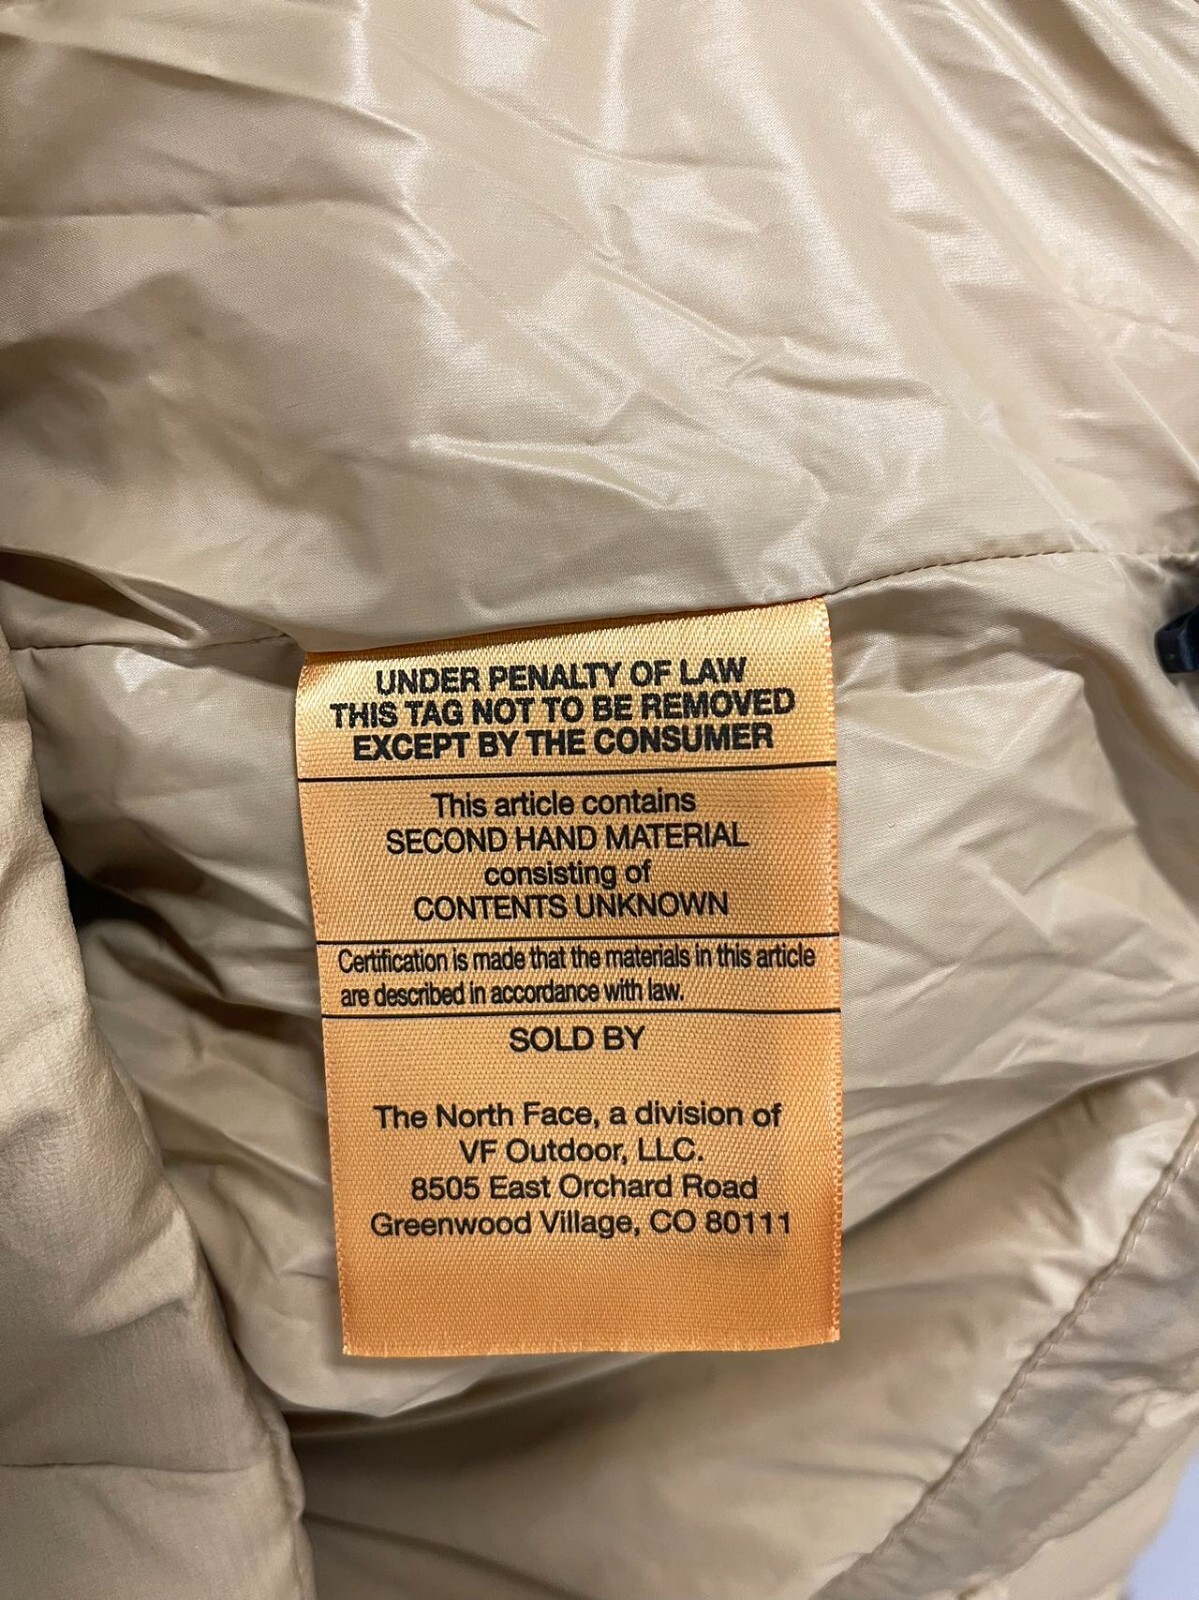 UNDER PENALTY OF LAW
THIS TAG NOT TO BE REMOVED
EXCEPT BY THE CONSUMER
This article contains
SECOND HAND MATERIAL
consisting of
CONTENTS UNKNOWN
Certification is made that the materials in this article
are described in accordance with law.
SOLD BY
The North Face, a division of
VF Outdoor, LLC.
8505 East Orchard Road
Greenwood Village, CO 80111